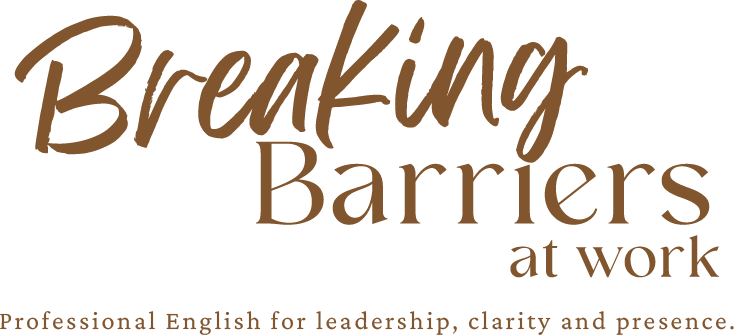 Breaking
Barriers
at work
Professional English for leadership, clarity and presence.